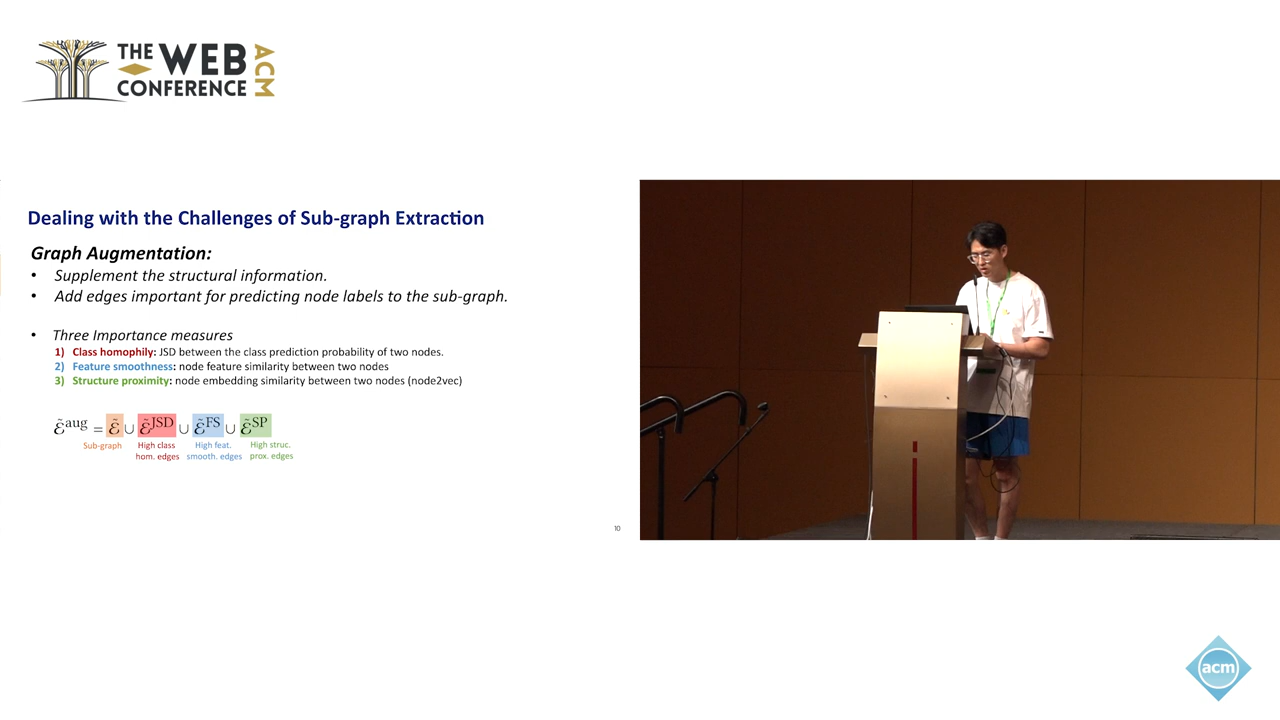 THE WEB
CONFERENCE
ACM
Dealing with the Challenges of Sub-graph Extraction
Graph Augmentation:
• Supplement the structural information.
• Add edges important for predicting node labels to the sub-graph.
• Three Importance measures
1) Class homophily: JSD between the class prediction probability of two nodes.
2) Feature smoothness: node feature similarity between two nodes
3) Structure proximity: node embedding similarity between two nodes (node2vec)
Ẽᵃᵘᵍ = Ẽ ∪ Ẽᴶˢᴰ ∪ Ẽꟳˢ ∪ Ẽˢᴾ
Sub-graph High class High feat. High struc.
hom. edges smooth. edges prox. edges
10
acm